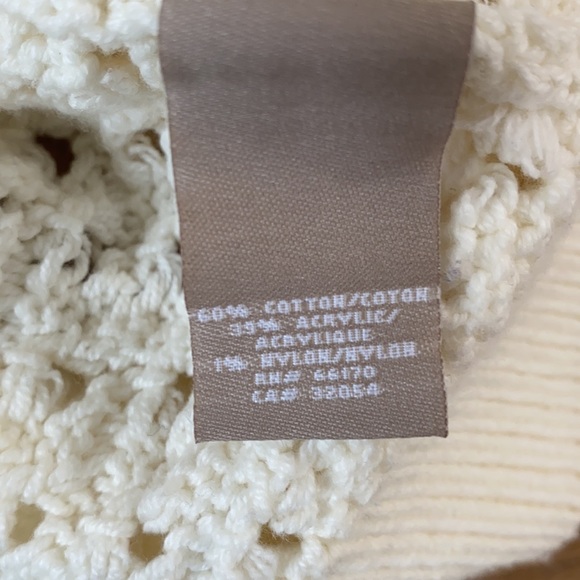 60% COTTON/COTON
39% ACRYLIC/
ACRYLIQUE
1% NYLON/NYLON
RN# 66170
CA# 32054